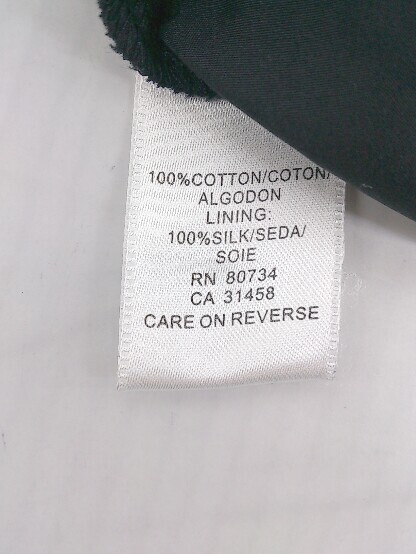 100%COTTON/COTON/
ALGODON
LINING:
100%SILK/SEDA/
SOIE
RN 80734
CA 31458
CARE ON REVERSE